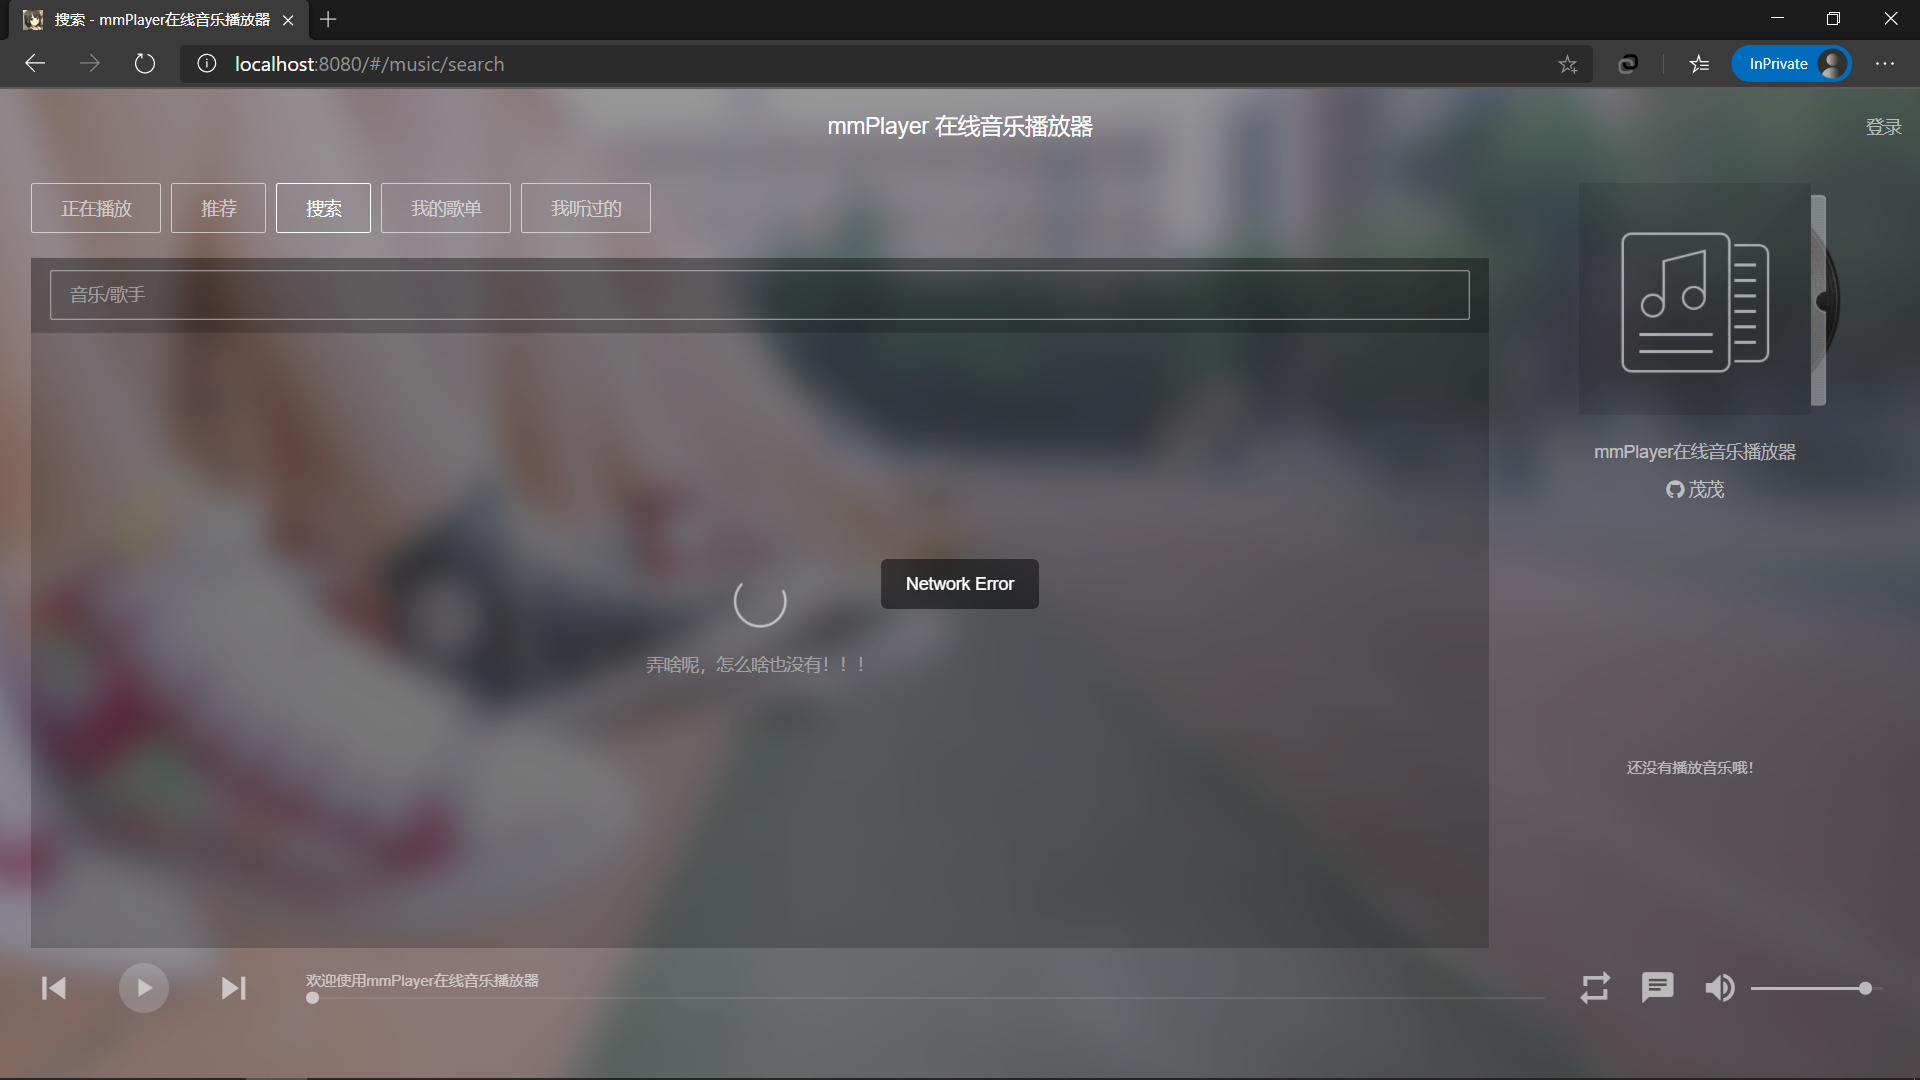 搜索 - mmPlayer在线音乐播放器
localhost:8080/#/music/search
InPrivate
mmPlayer 在线音乐播放器
登录
正在播放
推荐
搜索
我的歌单
我听过的
音乐/歌手
mmPlayer在线音乐播放器
茂茂
Network Error
弄啥呢，怎么啥也没有！！！
还没有播放音乐哦！
欢迎使用mmPlayer在线音乐播放器